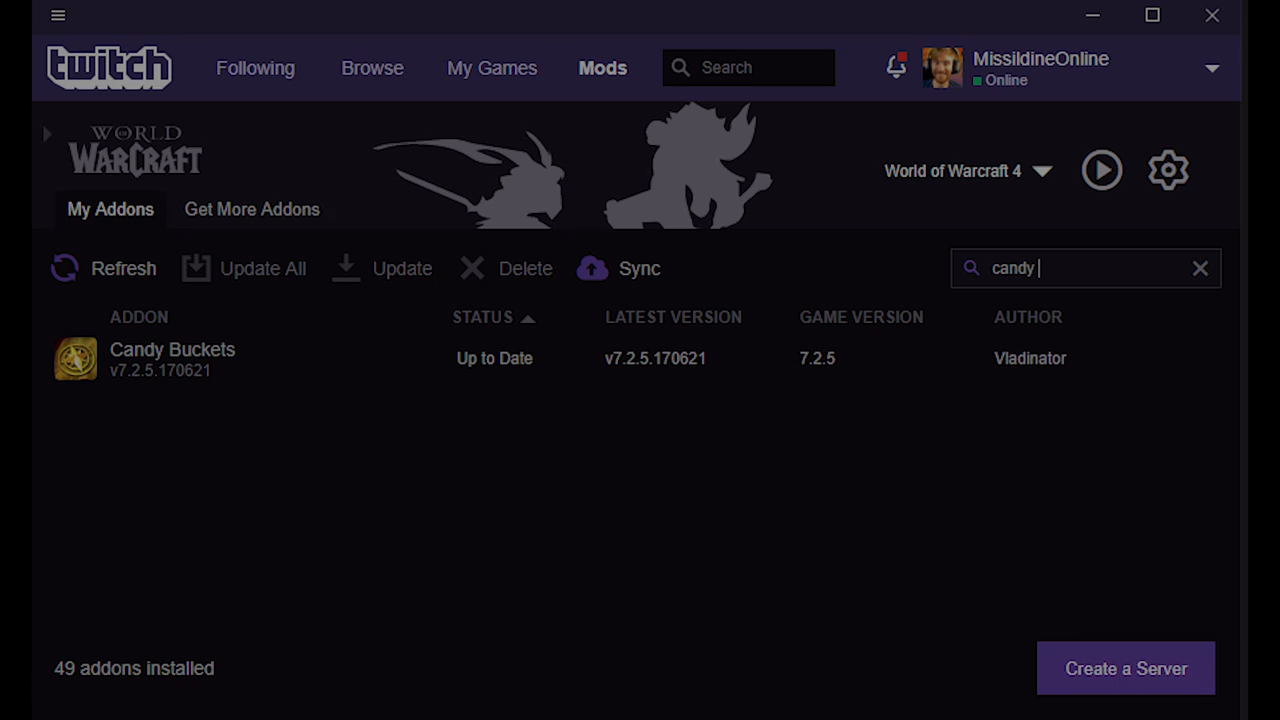 twitch
Following
Browse
My Games
Mods
Search
MissildineOnline
Online
WORLD OF WARCRAFT
World of Warcraft 4
My Addons
Get More Addons
Refresh
Update All
Update
Delete
Sync
candy
ADDON
STATUS
LATEST VERSION
GAME VERSION
AUTHOR
Candy Buckets
v7.2.5.170621
Up to Date
v7.2.5.170621
7.2.5
Vladinator
49 addons installed
Create a Server